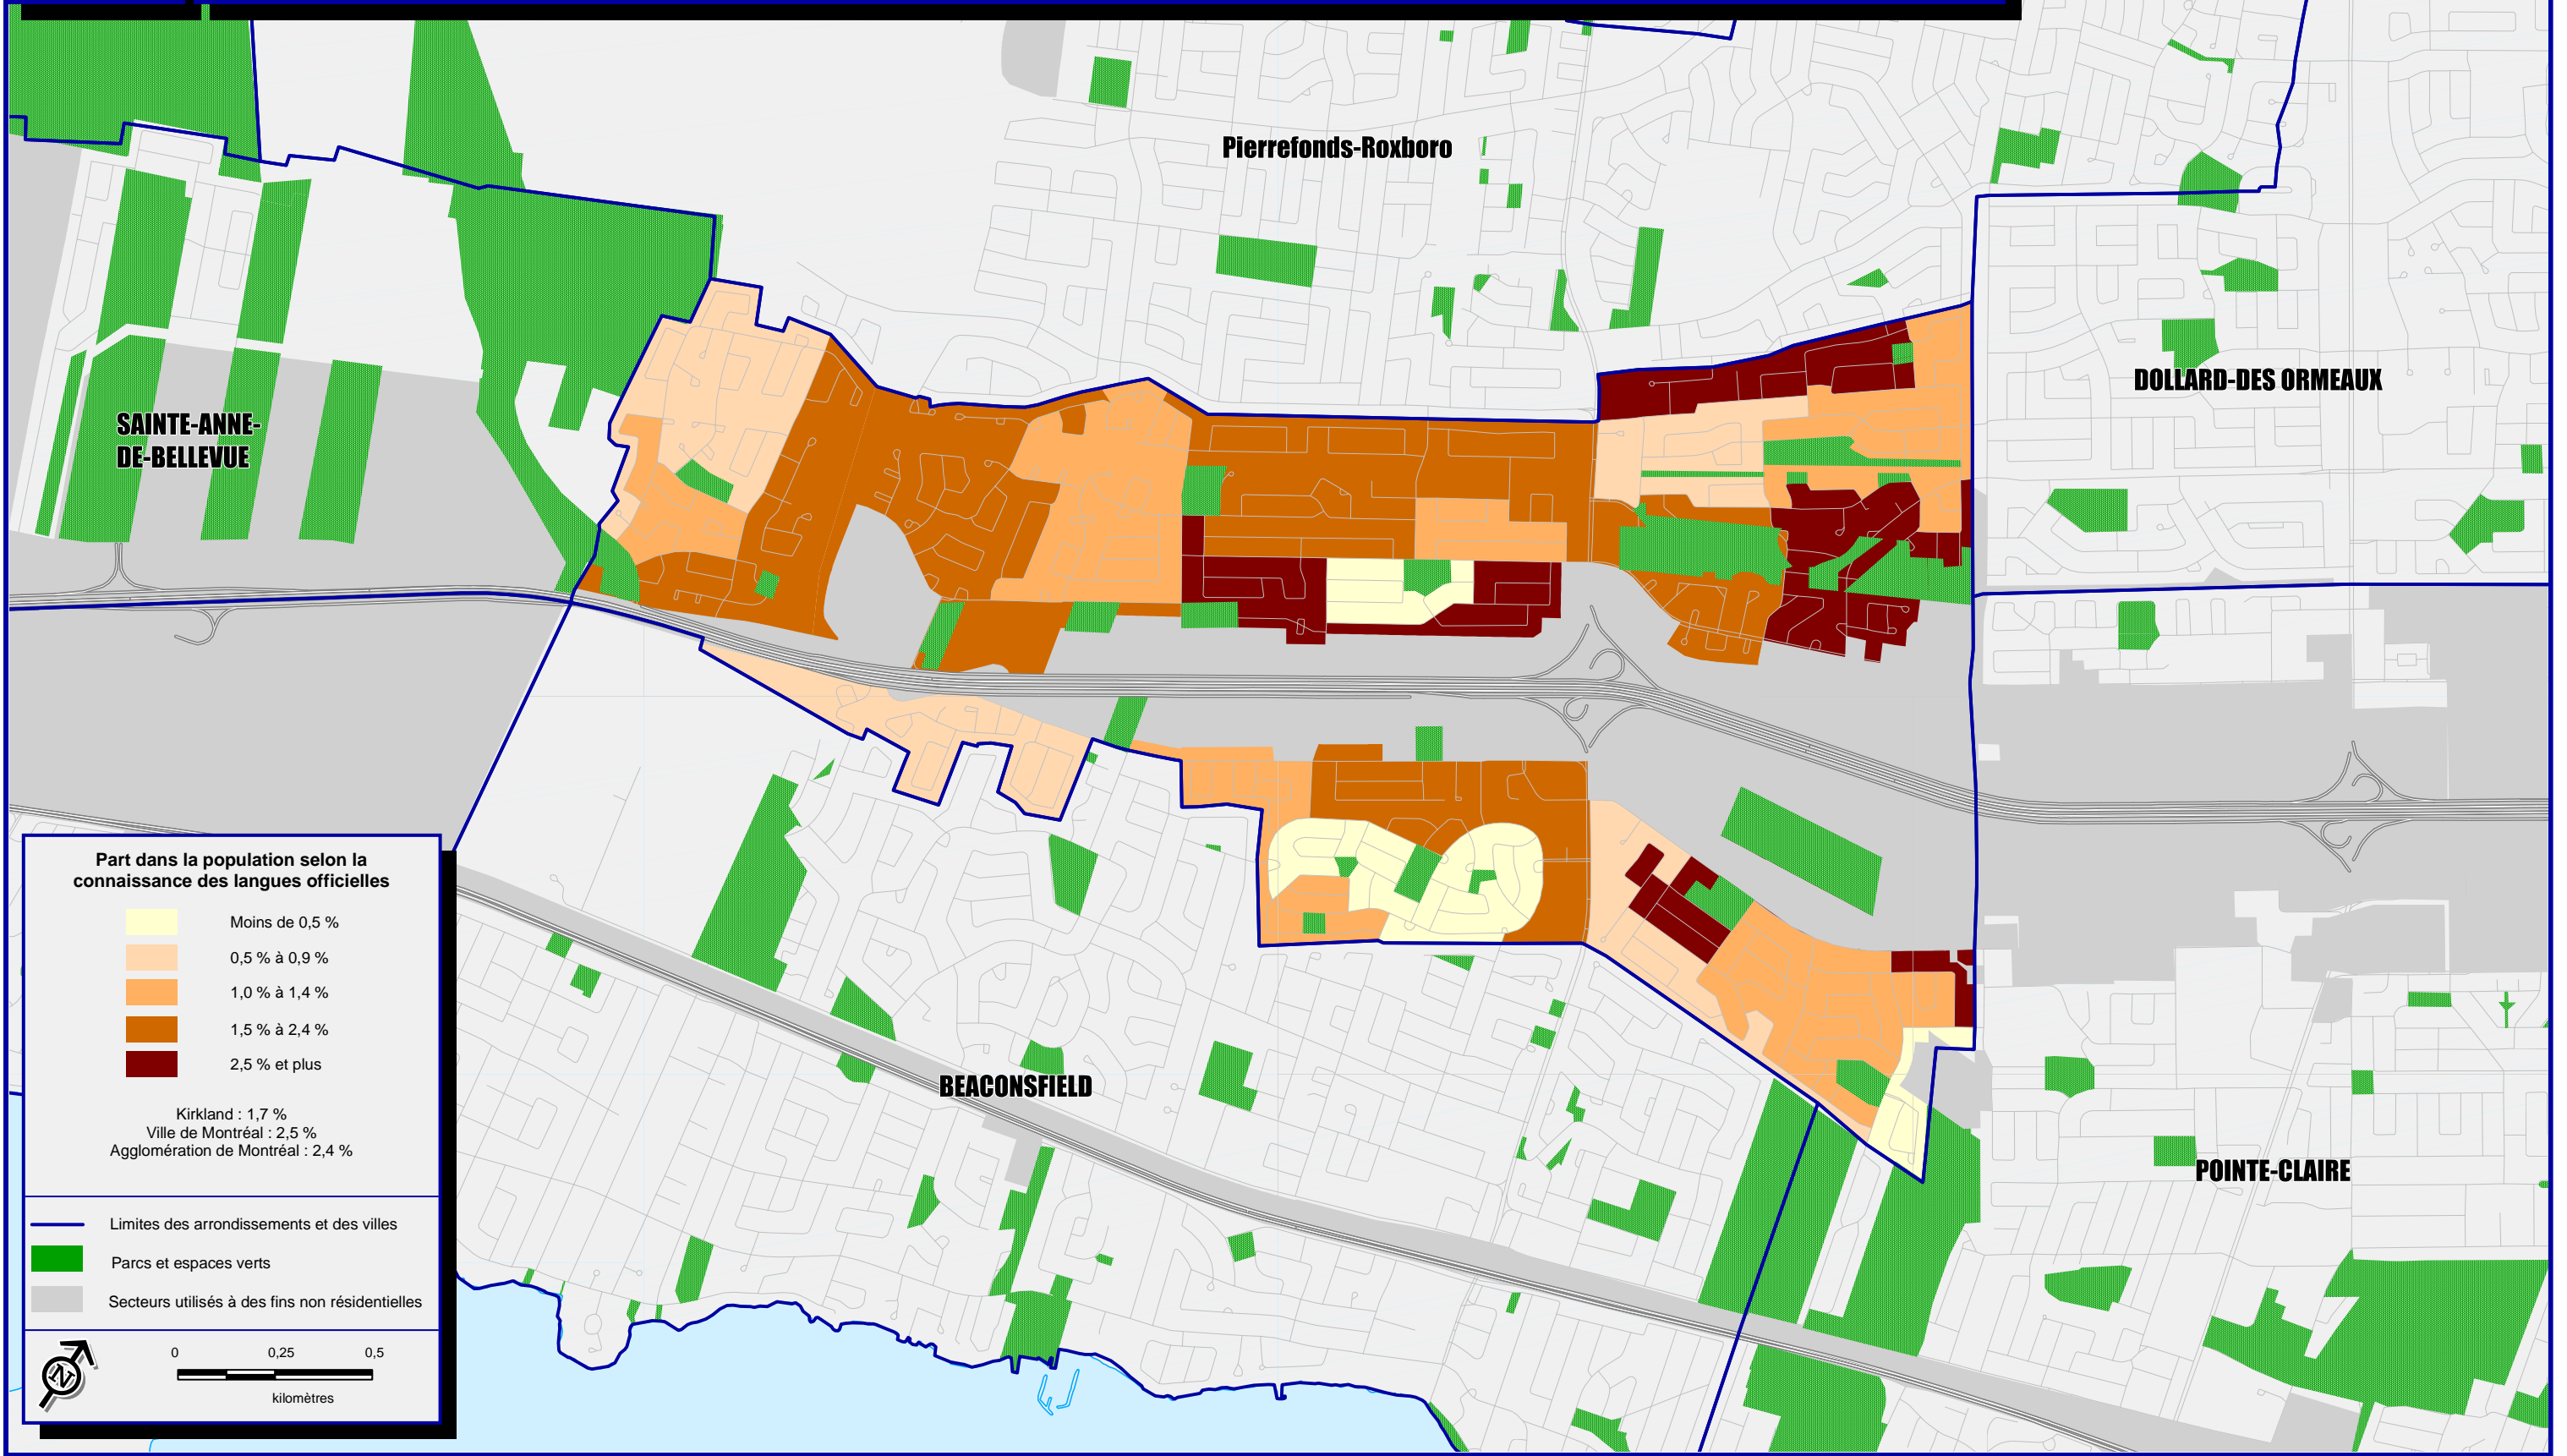 Pierrefonds-Roxboro
DOLLARD-DES ORMEAUX
SAINTE-ANNE-
DE-BELLEVUE
BEACONSFIELD
POINTE-CLAIRE
Part dans la population selon la
connaissance des langues officielles
Moins de 0,5 %
0,5 % à 0,9 %
1,0 % à 1,4 %
1,5 % à 2,4 %
2,5 % et plus
Kirkland : 1,7 %
Ville de Montréal : 2,5 %
Agglomération de Montréal : 2,4 %
Limites des arrondissements et des villes
Parcs et espaces verts
Secteurs utilisés à des fins non résidentielles
N
0 0,25 0,5
kilomètres